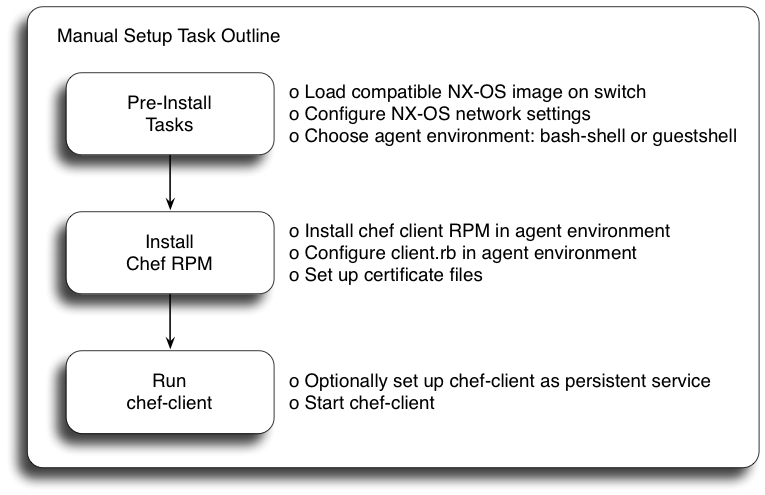 Manual Setup Task Outline
Pre-Install
Tasks
o Load compatible NX-OS image on switch
o Configure NX-OS network settings
o Choose agent environment: bash-shell or guestshell
Install
Chef RPM
o Install chef client RPM in agent environment
o Configure client.rb in agent environment
o Set up certificate files
Run
chef-client
o Optionally set up chef-client as persistent service
o Start chef-client